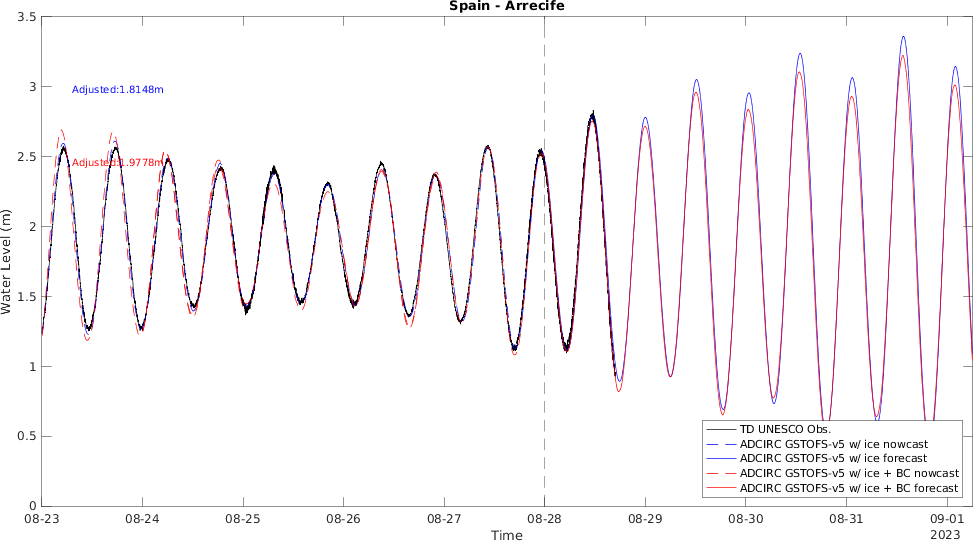 Spain - Arrecife
3.5
3
2.5
2
1.5
1
0.5
0
Water Level (m)
Adjusted:1.8148m
Adjusted:1.9778m
TD UNESCO Obs.
ADCIRC GSTOFS-v5 w/ ice nowcast
ADCIRC GSTOFS-v5 w/ ice forecast
ADCIRC GSTOFS-v5 w/ ice + BC nowcast
ADCIRC GSTOFS-v5 w/ ice + BC forecast
08-23 08-24 08-25 08-26 08-27 08-28 08-29 08-30 08-31 09-01
2023
Time